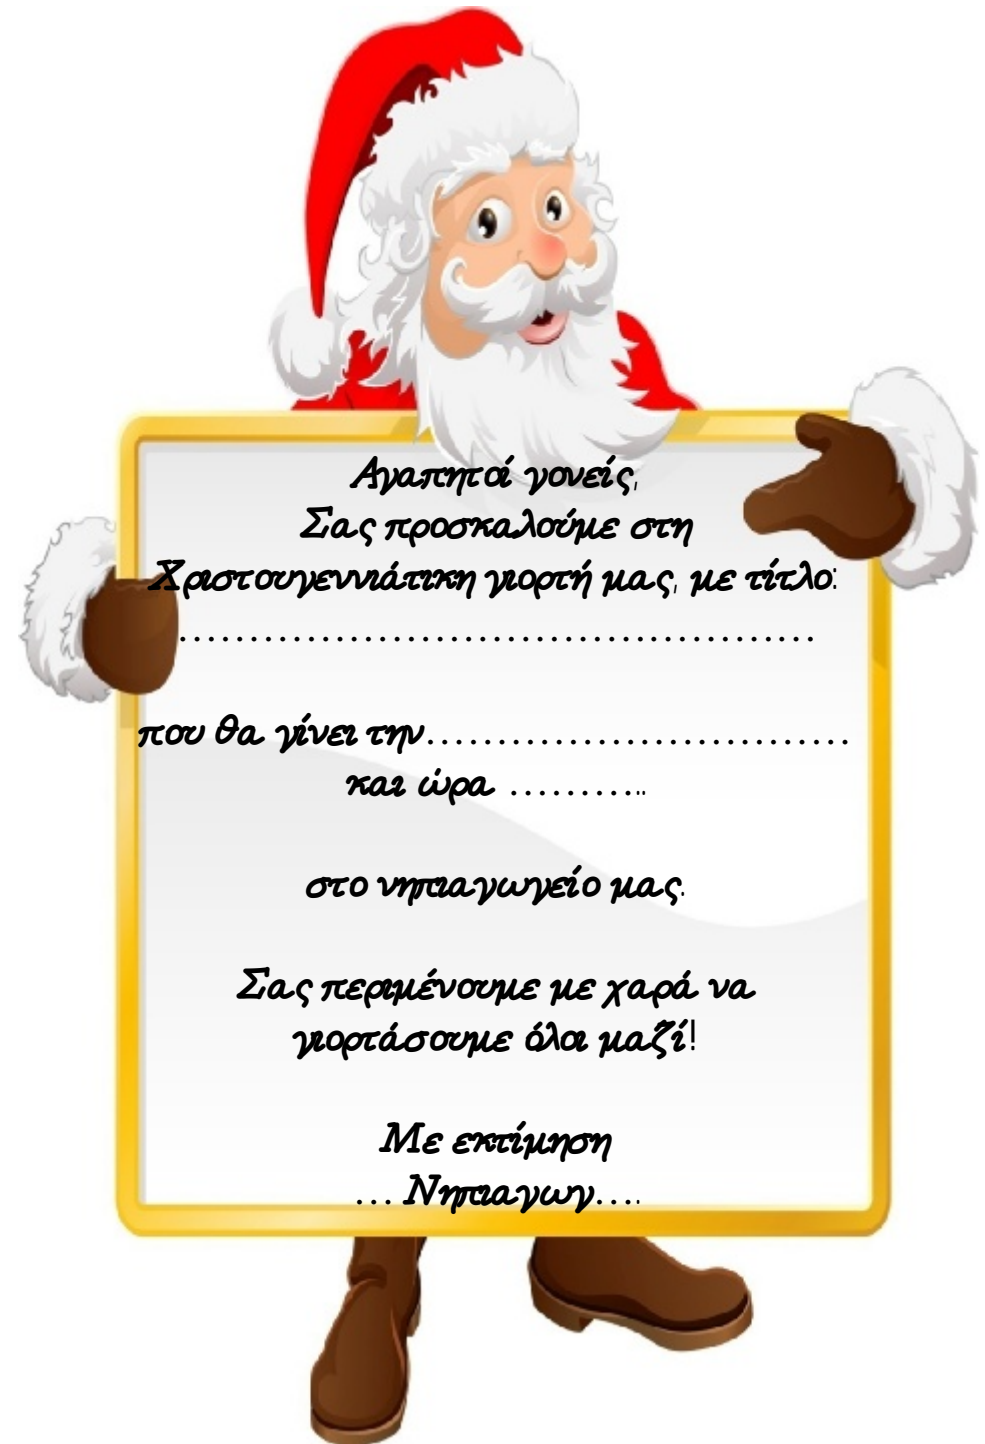 Αγαπητοί γονείς,
Σας προσκαλούμε στη
Χριστουγεννιάτικη γιορτή μας, με τίτλο:
………………………………………
που θα γίνει την…………………………
και ώρα ………..
στο νηπιαγωγείο μας.
Σας περιμένουμε με χαρά να
γιορτάσουμε όλοι μαζί!
Με εκτίμηση
… Νηπιαγωγ….